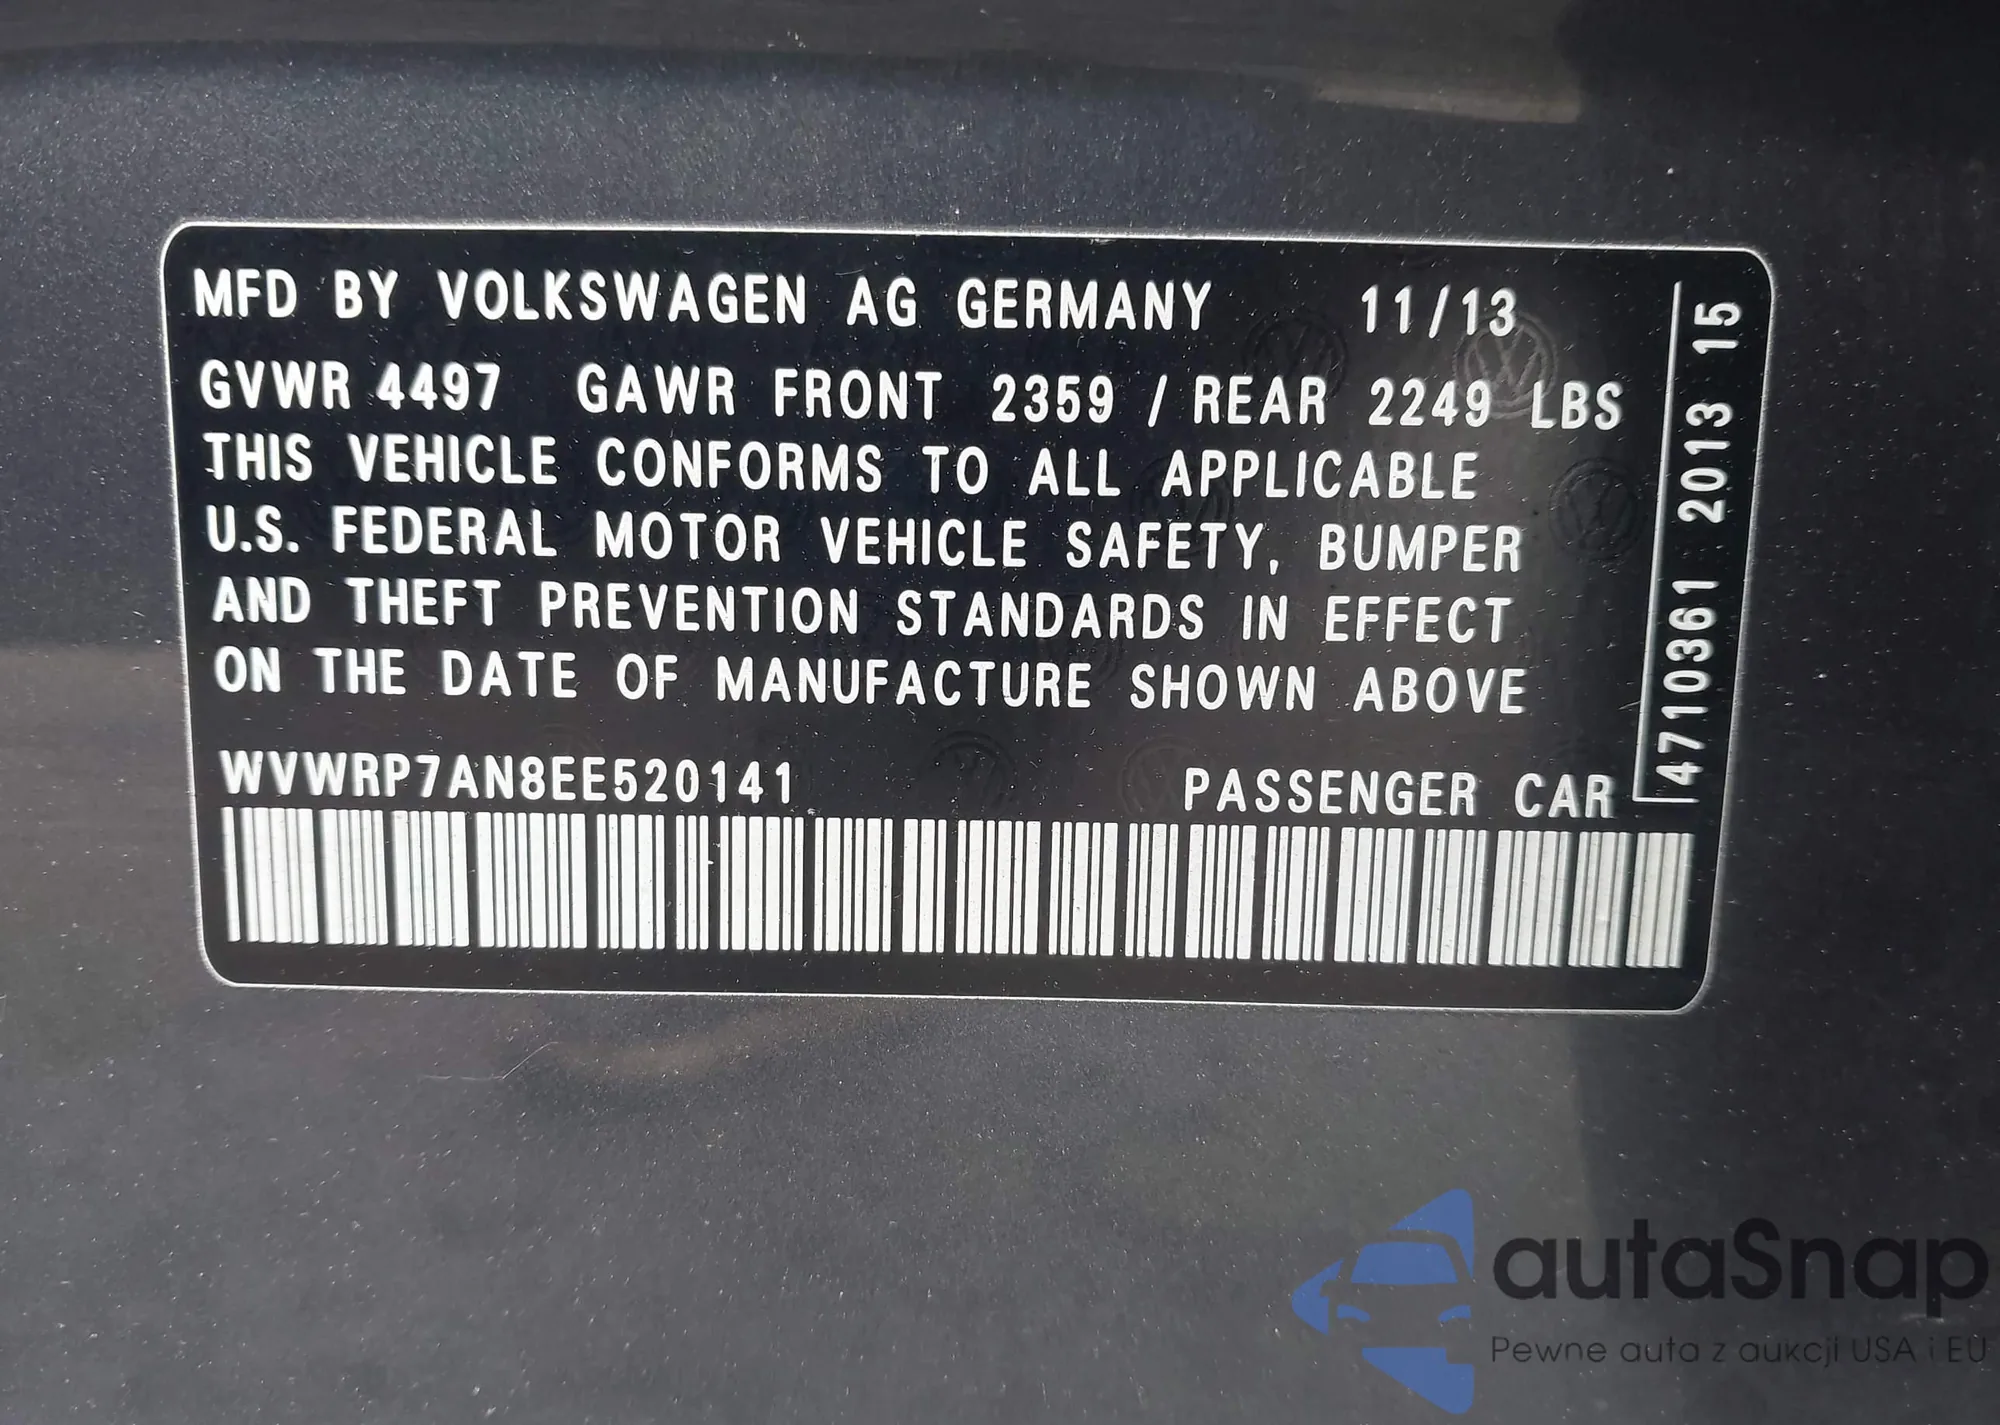 MFD BY VOLKSWAGEN AG GERMANY 11/13
GVWR 4497 GAWR FRONT 2359 / REAR 2249 LBS
THIS VEHICLE CONFORMS TO ALL APPLICABLE
U.S. FEDERAL MOTOR VEHICLE SAFETY, BUMPER
AND THEFT PREVENTION STANDARDS IN EFFECT
ON THE DATE OF MANUFACTURE SHOWN ABOVE
WVWRP7AN8EE520141 PASSENGER CAR
4710361 2013 15
autaSnap
Pewne auta z aukcji USA i EU